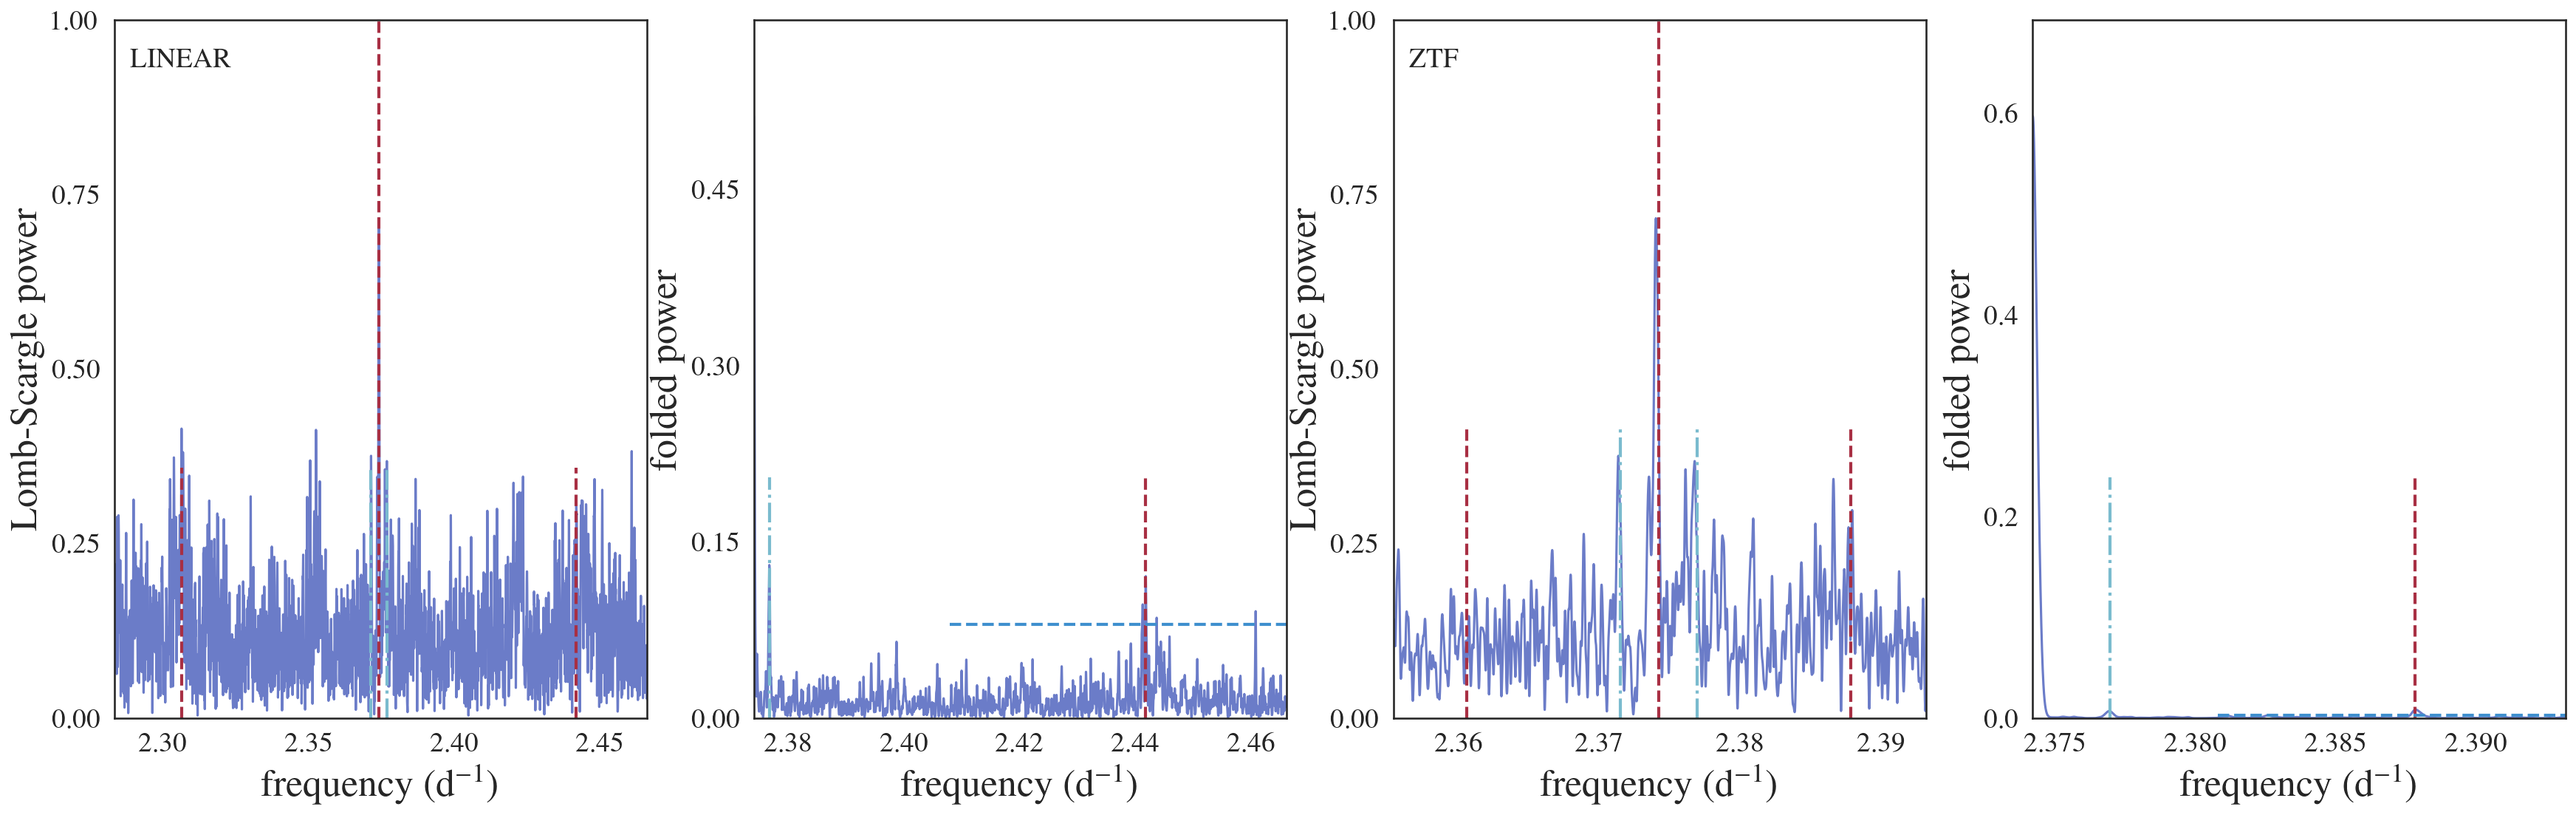 LINEAR
Lomb-Scargle power
1.00
0.75
0.50
0.25
0.00
2.30 2.35 2.40 2.45
frequency (d⁻¹)
folded power
0.45
0.30
0.15
0.00
2.38 2.40 2.42 2.44 2.46
frequency (d⁻¹)
ZTF
Lomb-Scargle power
1.00
0.75
0.50
0.25
0.00
2.36 2.37 2.38 2.39
frequency (d⁻¹)
folded power
0.6
0.4
0.2
0.0
2.375 2.380 2.385 2.390
frequency (d⁻¹)